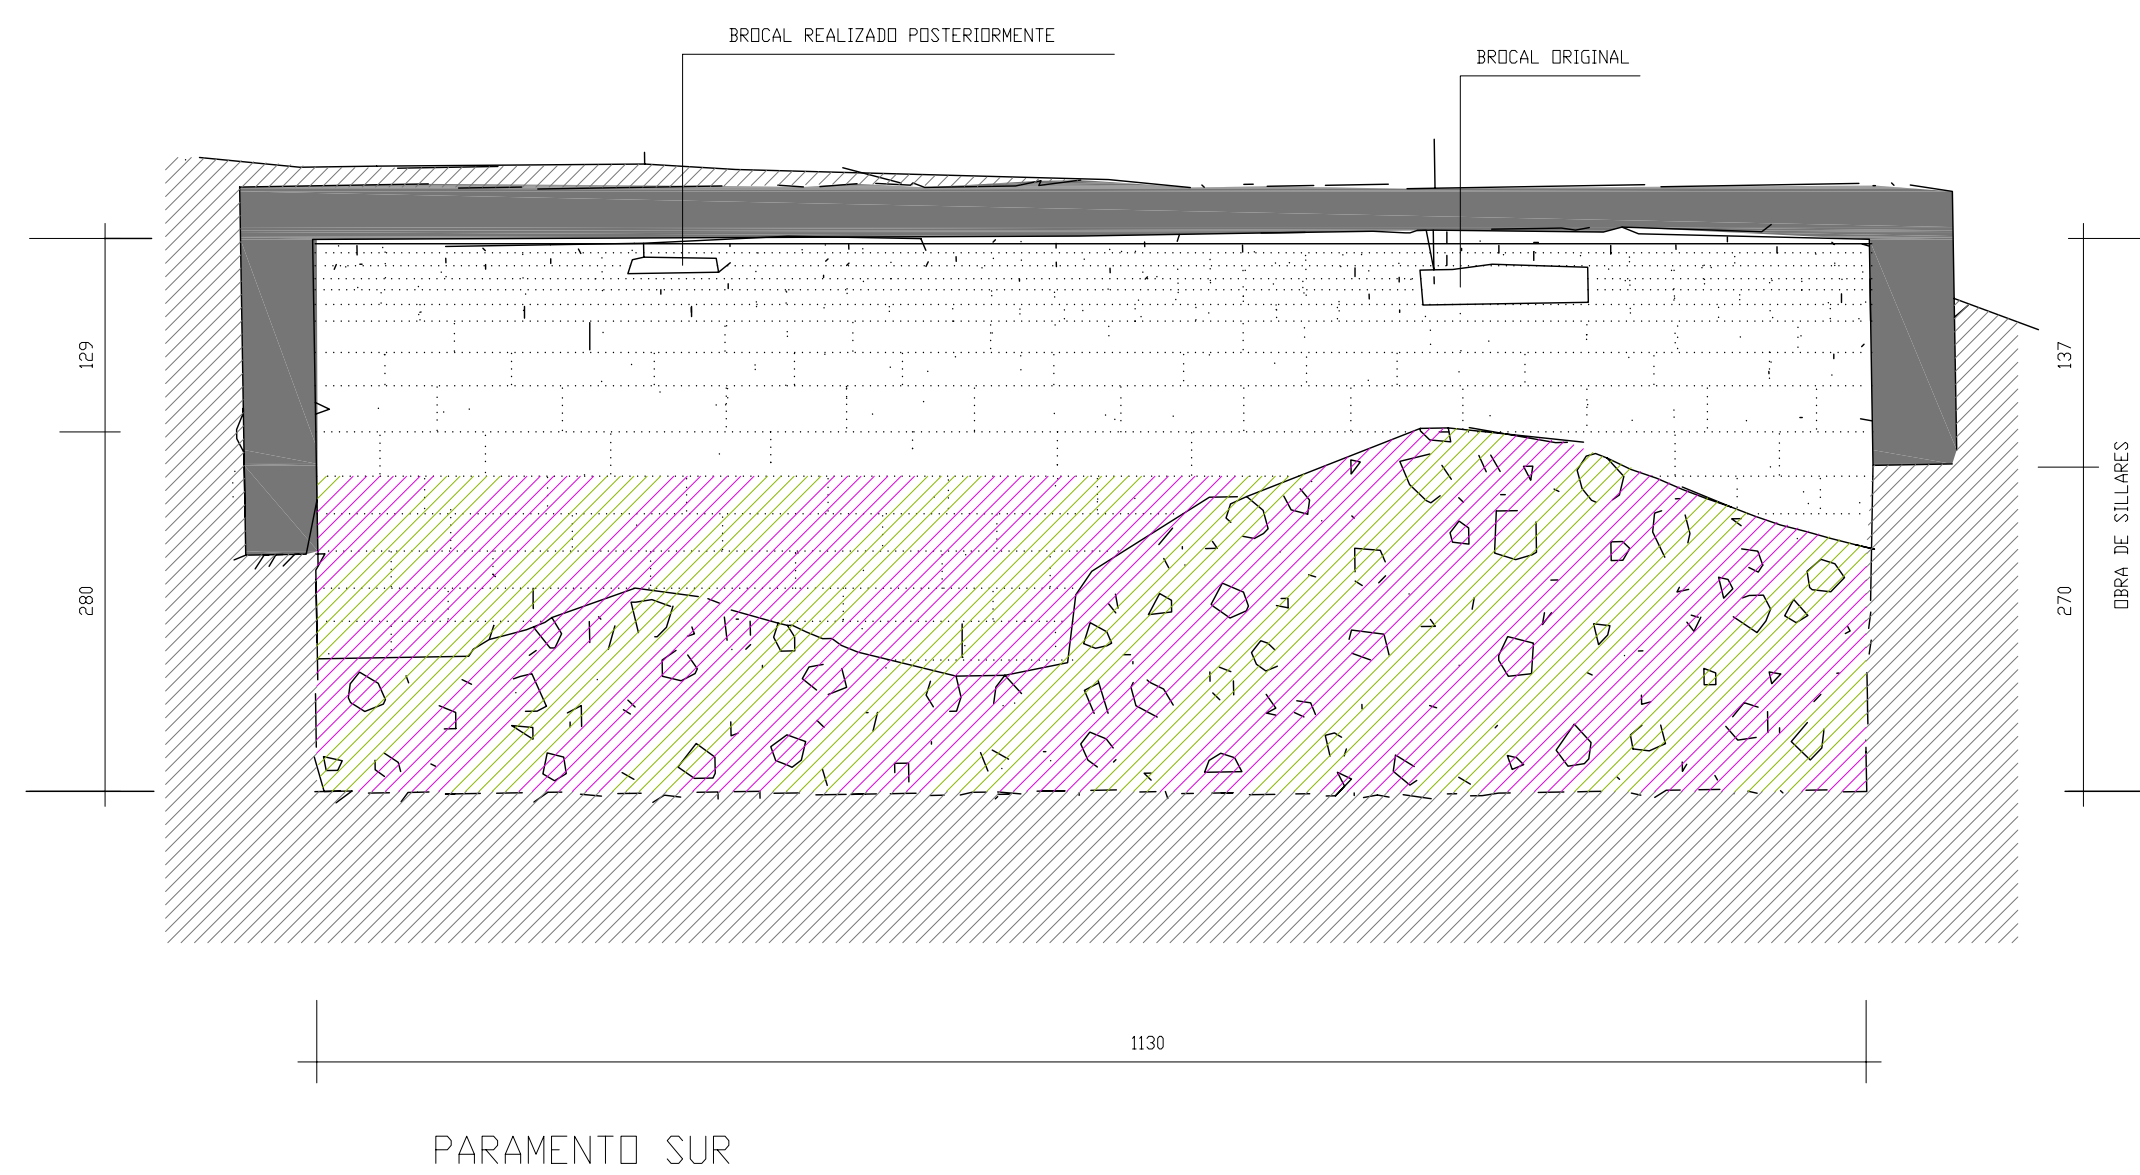 BROCAL REALIZADO POSTERIORMENTE
BROCAL ORIGINAL
129
137
280
270
OBRA DE SILLARES
1130
PARAMENTO SUR